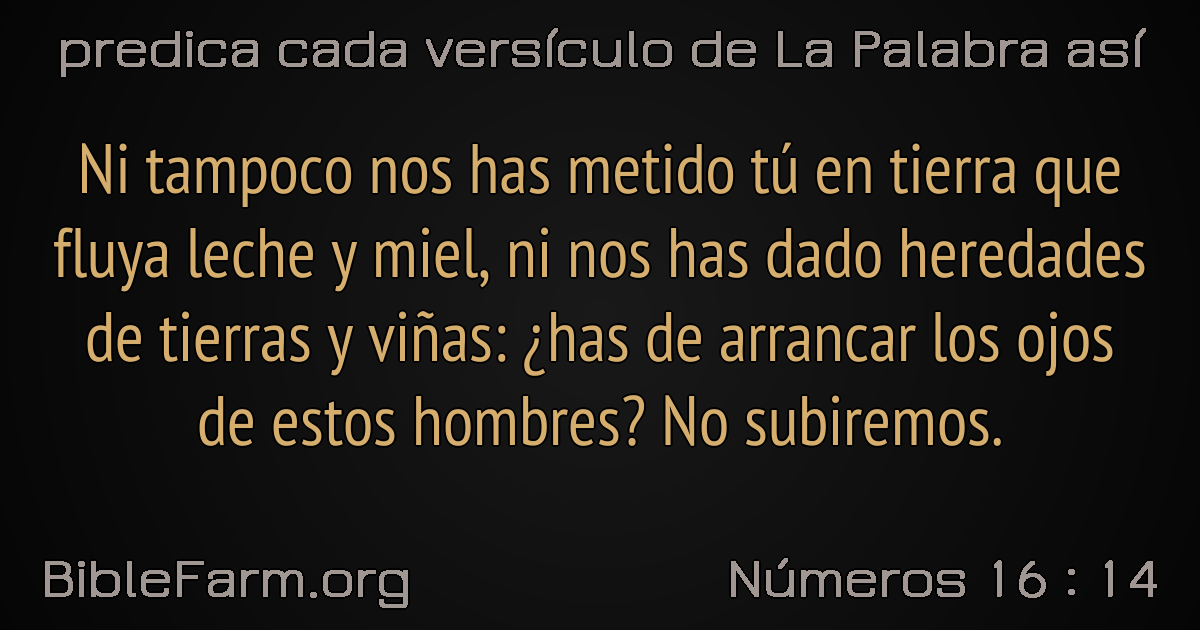 predica cada versículo de La Palabra así
Ni tampoco nos has metido tú en tierra que
fluya leche y miel, ni nos has dado heredades
de tierras y viñas: ¿has de arrancar los ojos
de estos hombres? No subiremos.
BibleFarm.org
Números 16 : 14